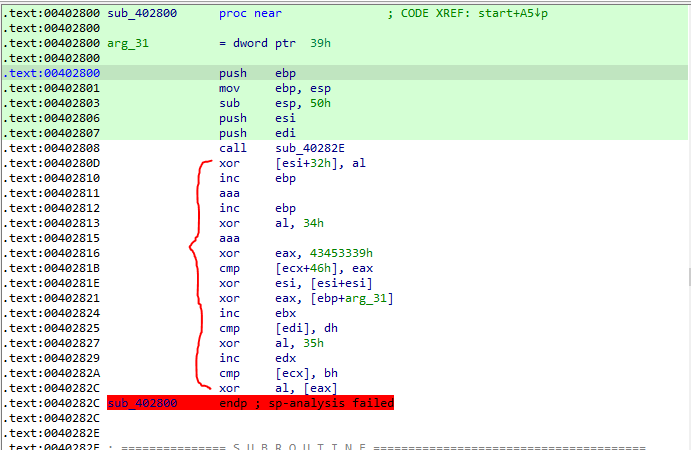 .text:00402800 sub_402800 proc near ; CODE XREF: start+A5↓p
.text:00402800
.text:00402800 arg_31 = dword ptr 39h
.text:00402800
.text:00402800 push ebp
.text:00402801 mov ebp, esp
.text:00402803 sub esp, 50h
.text:00402806 push esi
.text:00402807 push edi
.text:00402808 call sub_40282E
.text:0040280D xor [esi+32h], al
.text:00402810 inc ebp
.text:00402811 aaa
.text:00402812 inc ebp
.text:00402813 xor al, 34h
.text:00402815 aaa
.text:00402816 xor eax, 43453339h
.text:0040281B cmp [ecx+46h], eax
.text:0040281E xor esi, [esi+esi]
.text:00402821 xor eax, [ebp+arg_31]
.text:00402824 inc ebx
.text:00402825 cmp [edi], dh
.text:00402827 xor al, 35h
.text:00402829 inc edx
.text:0040282A cmp [ecx], bh
.text:0040282C xor al, [eax]
.text:0040282C sub_402800 endp ; sp-analysis failed
.text:0040282C
.text:0040282E
.text:0040282E ; =============== S U B R O U T I N E =======================================